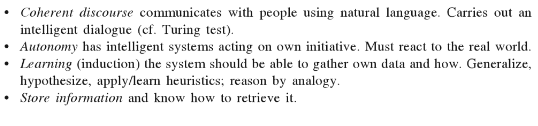 • Coherent discourse communicates with people using natural language. Carries out an
intelligent dialogue (cf. Turing test).
• Autonomy has intelligent systems acting on own initiative. Must react to the real world.
• Learning (induction) the system should be able to gather own data and how. Generalize,
hypothesize, apply/learn heuristics; reason by analogy.
• Store information and know how to retrieve it.